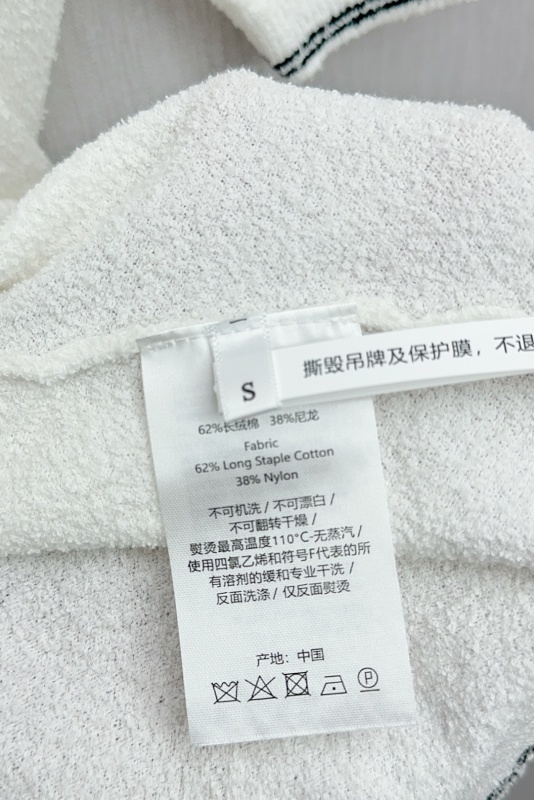 撕毁吊牌及保护膜，不退
S
62%长绒棉 38%尼龙
Fabric
62% Long Staple Cotton
38% Nylon
不可机洗 / 不可漂白 /
不可翻转干燥 /
熨烫最高温度110°C-无蒸汽 /
使用四氯乙烯和符号F代表的所
有溶剂的缓和专业干洗 /
反面洗涤 / 仅反面熨烫
产地：中国
P